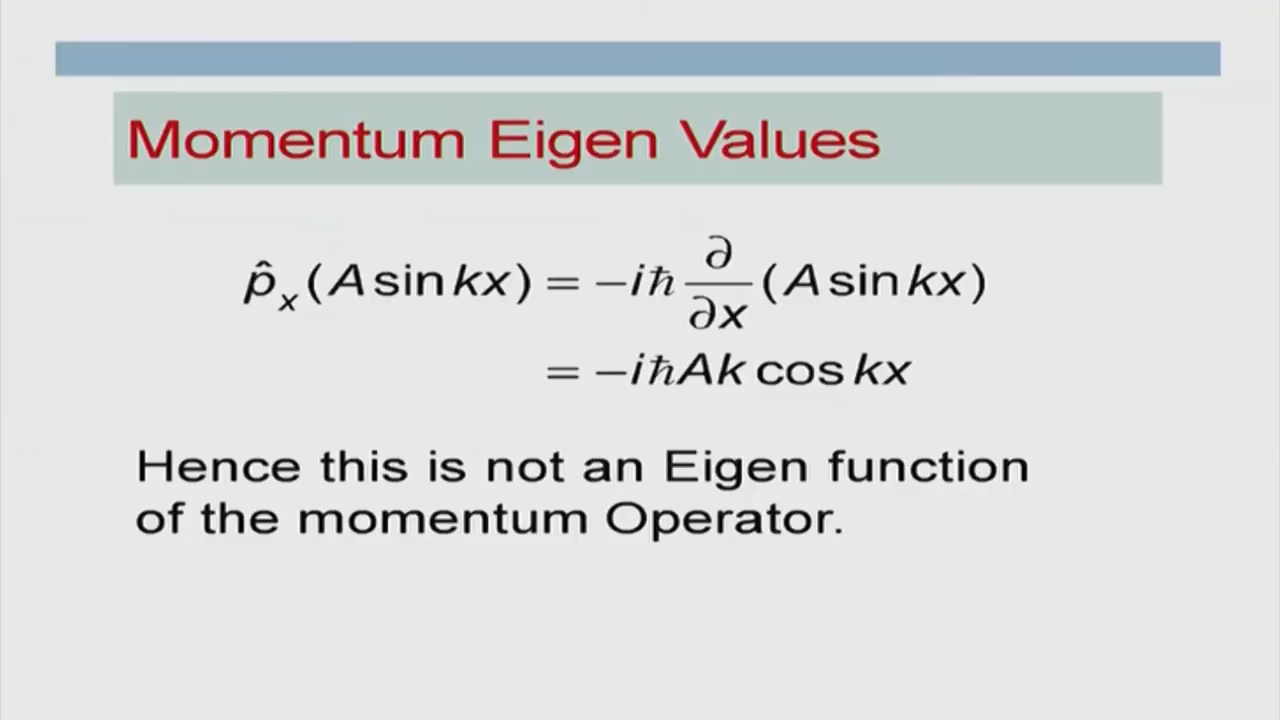 Momentum Eigen Values
p̂ₓ(A sin kx) = −iħ ∂/∂x (A sin kx)
= −iħAk cos kx
Hence this is not an Eigen function
of the momentum Operator.